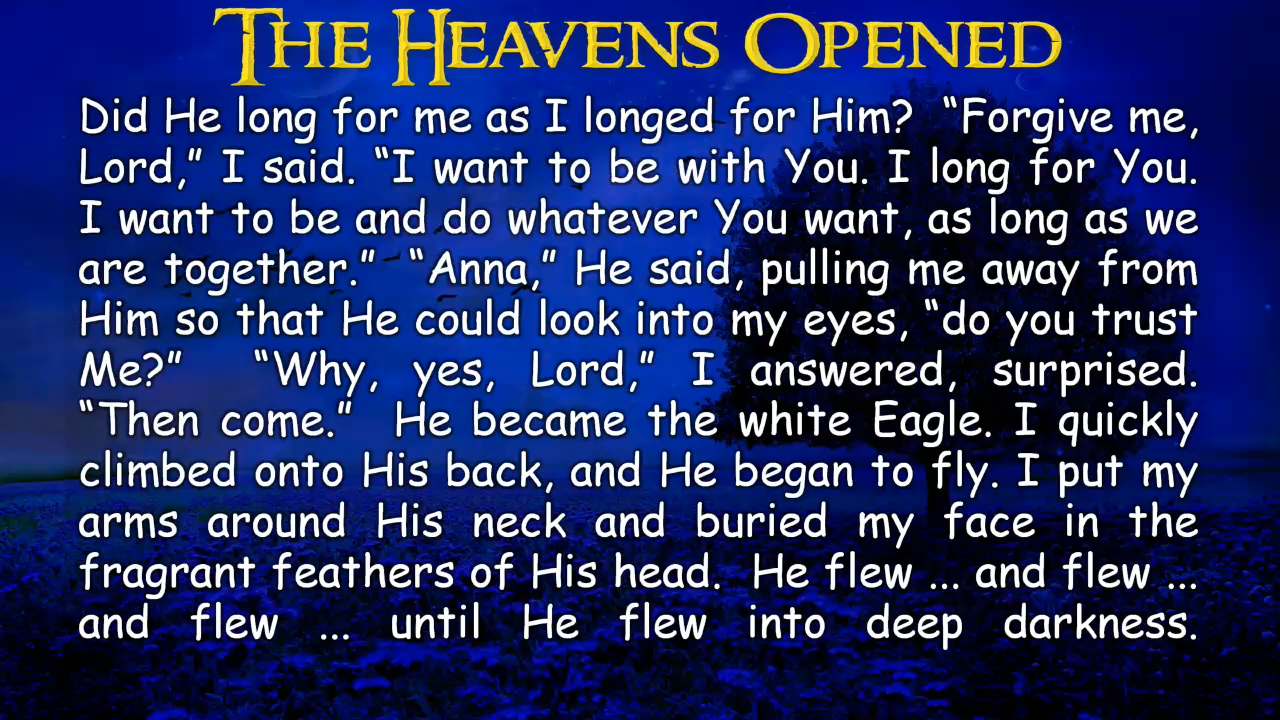 THE HEAVENS OPENED
Did He long for me as I longed for Him?  “Forgive me,
Lord,” I said. “I want to be with You. I long for You.
I want to be and do whatever You want, as long as we
are together.”  “Anna,” He said, pulling me away from
Him so that He could look into my eyes, “do you trust
Me?”  “Why, yes, Lord,” I answered, surprised.
“Then come.”  He became the white Eagle. I quickly
climbed onto His back, and He began to fly. I put my
arms around His neck and buried my face in the
fragrant feathers of His head.  He flew ... and flew ...
and flew ... until He flew into deep darkness.